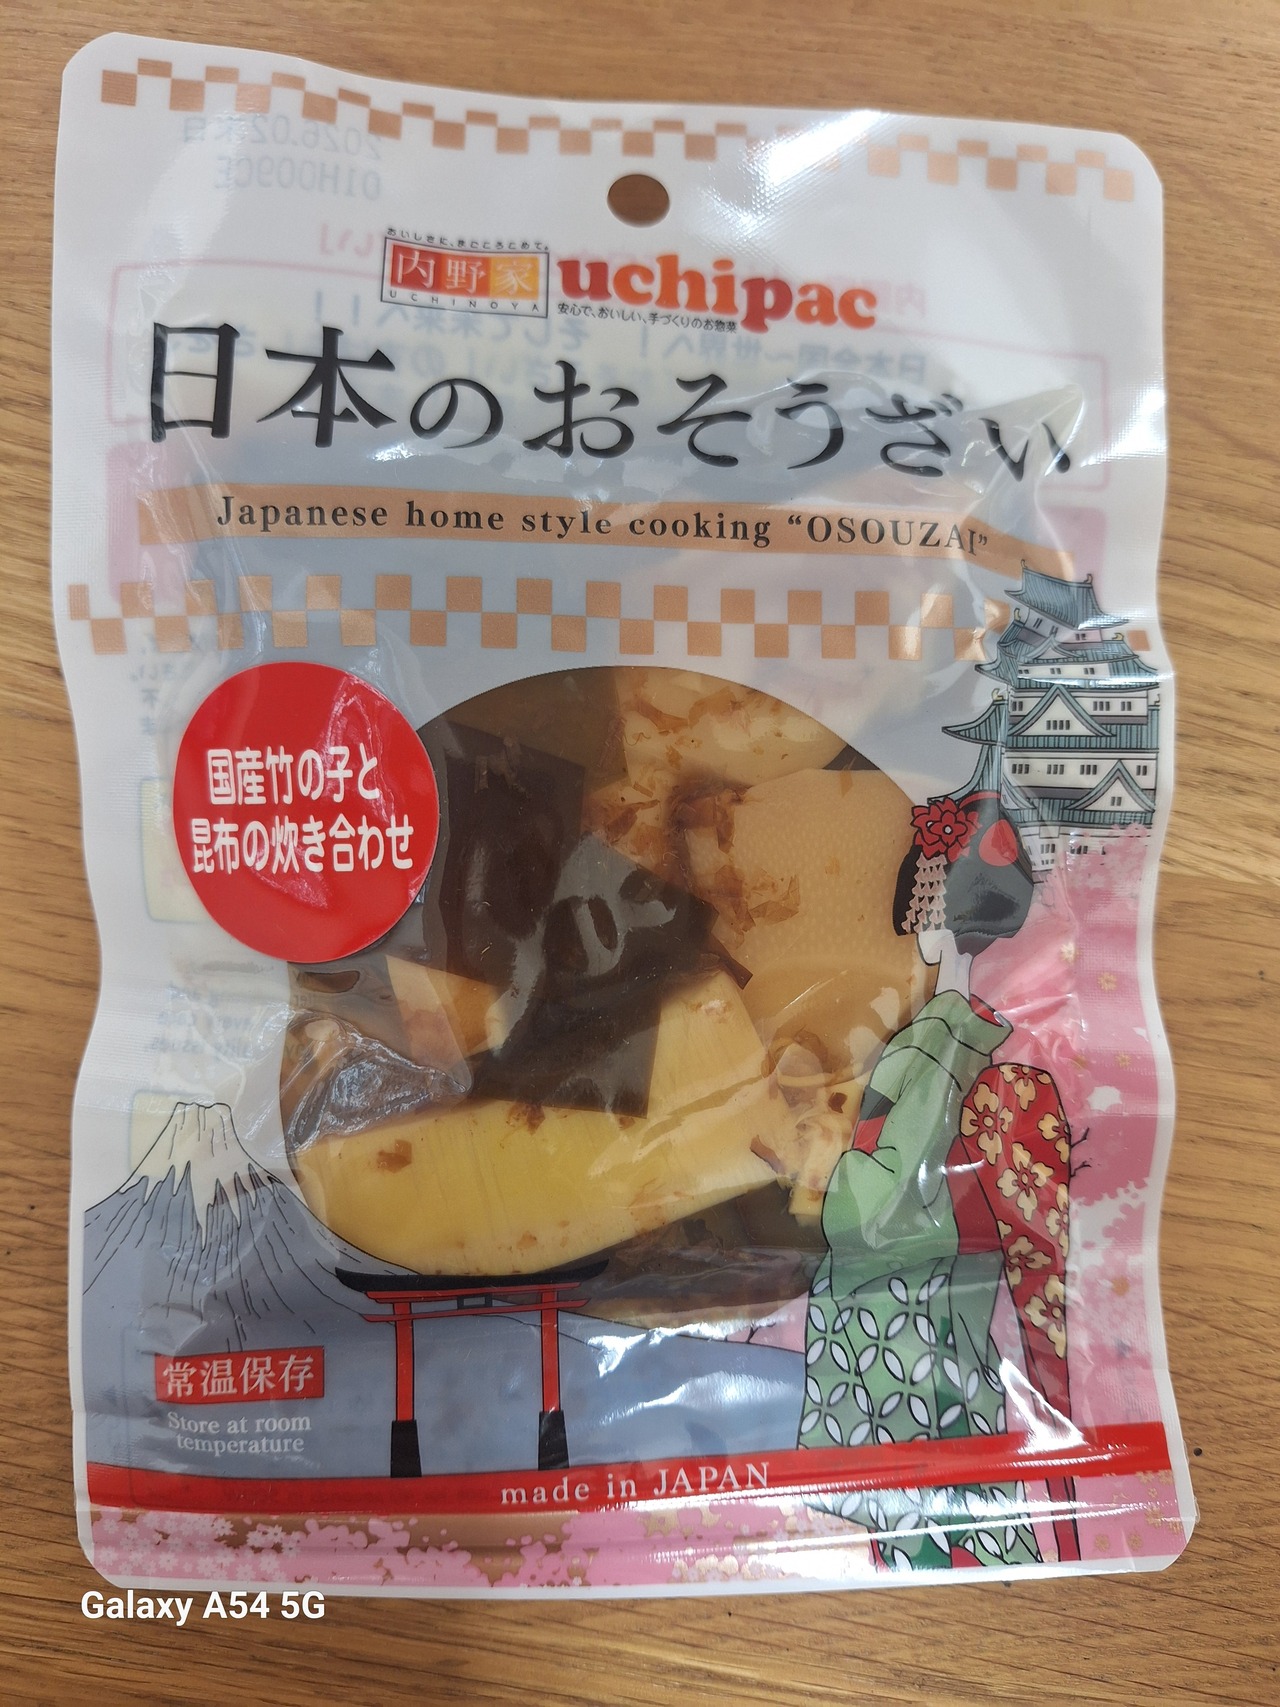 おいしさに、まごころこめて。
内野家
UCHINOYA
uchipac
安心で、おいしい、手づくりのお惣菜
日本のおそうざい
Japanese home style cooking “OSOUZAI”
国産竹の子と
昆布の炊き合わせ
常温保存
Store at room
temperature
made in JAPAN
Galaxy A54 5G